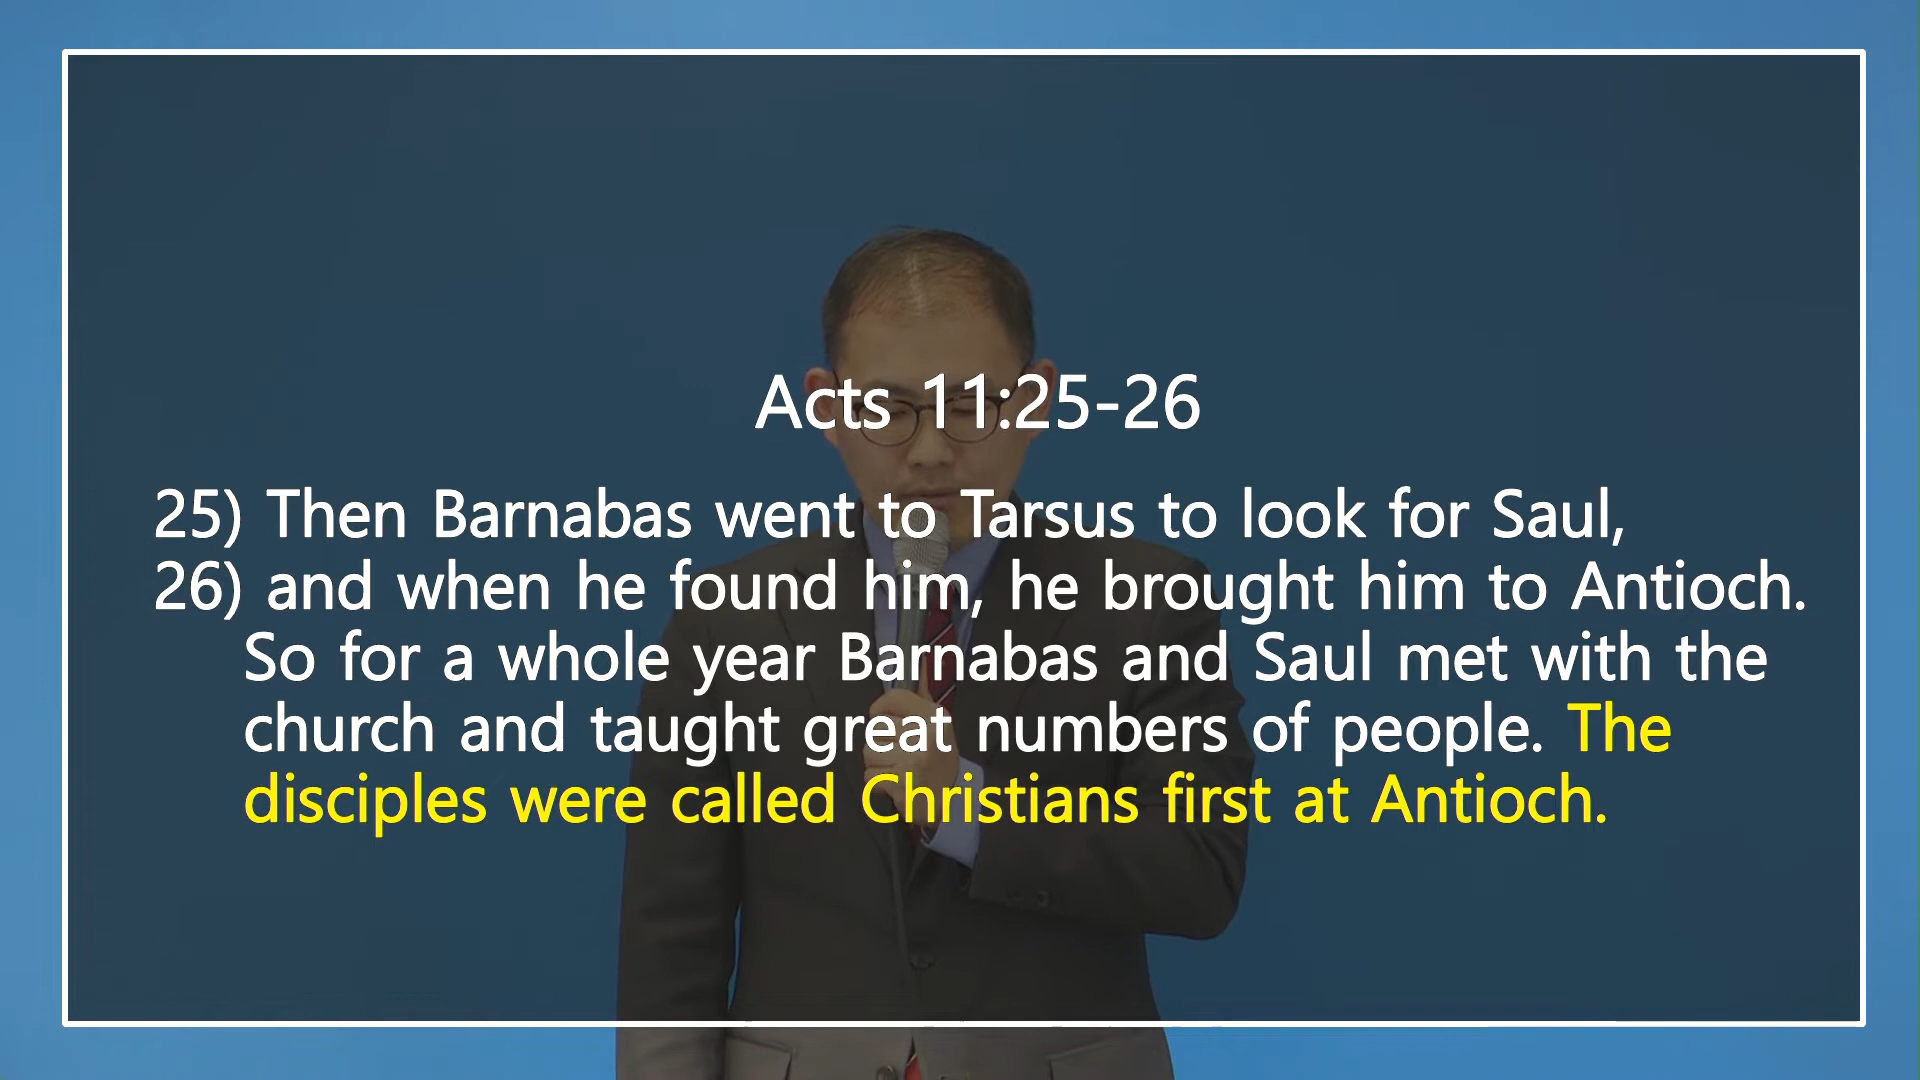 Acts 11:25-26
25) Then Barnabas went to Tarsus to look for Saul,
26) and when he found him, he brought him to Antioch.
So for a whole year Barnabas and Saul met with the
church and taught great numbers of people. The
disciples were called Christians first at Antioch.